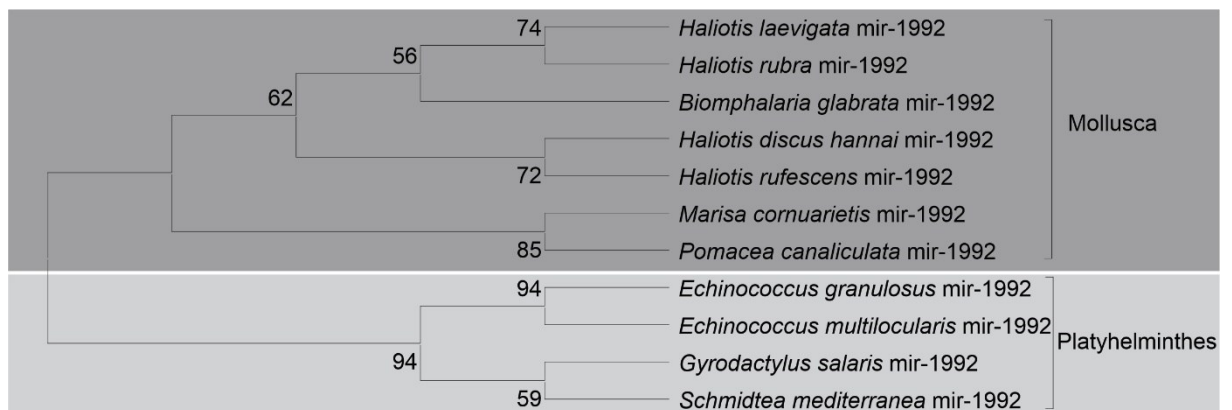 74
Haliotis laevigata mir-1992
56
Haliotis rubra mir-1992
62
Biomphalaria glabrata mir-1992
Mollusca
Haliotis discus hannai mir-1992
72
Haliotis rufescens mir-1992
Marisa cornuarietis mir-1992
85
Pomacea canaliculata mir-1992
94
Echinococcus granulosus mir-1992
Echinococcus multilocularis mir-1992
Platyhelminthes
94
Gyrodactylus salaris mir-1992
59
Schmidtea mediterranea mir-1992